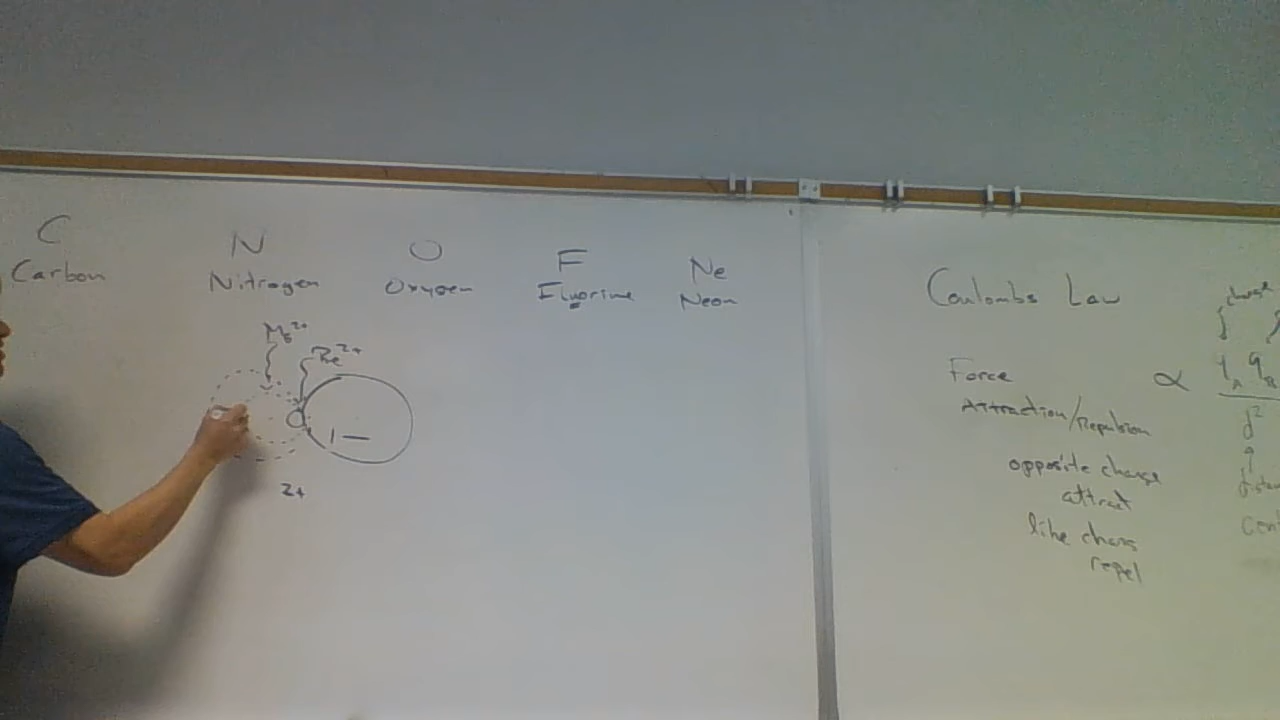 C
Carbon
N
Nitrogen
O
Oxygen
F
Fluorine
Ne
Neon
Mg2+
Be2+
1-
2+
Coulombs Law
charge
Force ∝ qA qB
Attraction/Repulsion d2
opposite charge
attract
like chars
repel